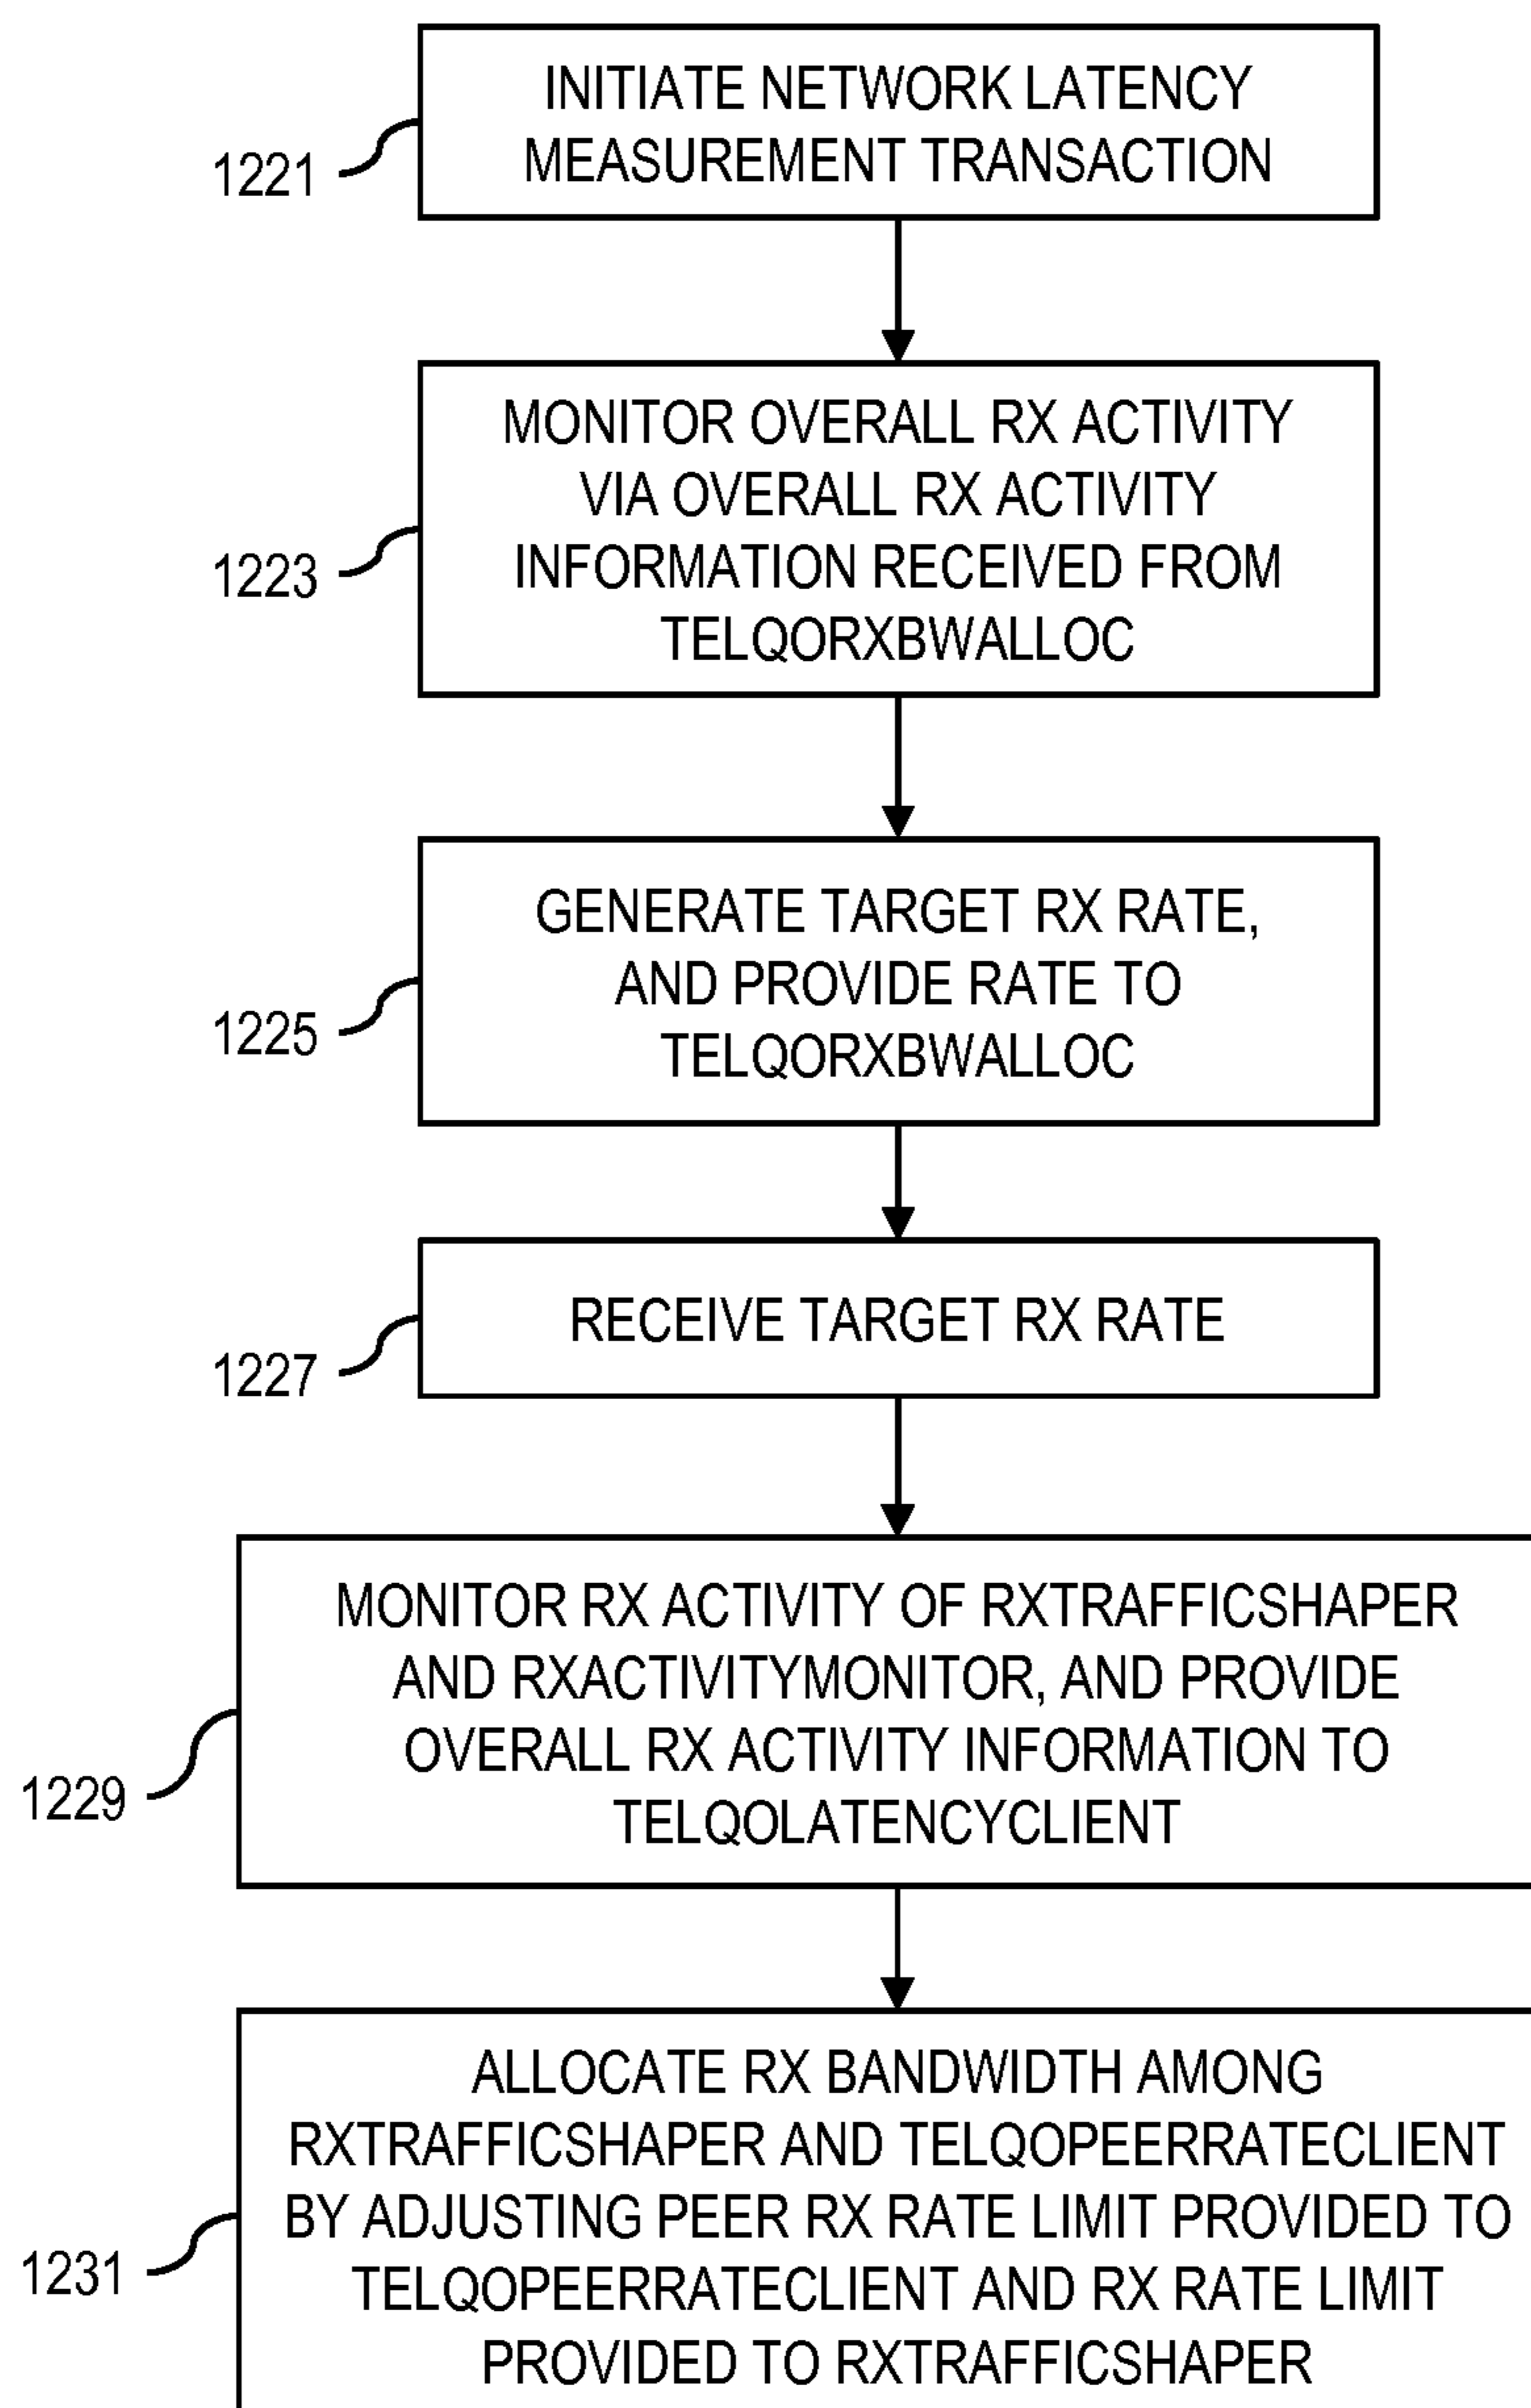 INITIATE NETWORK LATENCY
MEASUREMENT TRANSACTION
1221
MONITOR OVERALL RX ACTIVITY
VIA OVERALL RX ACTIVITY
INFORMATION RECEIVED FROM
TELQORXBWALLOC
1223
GENERATE TARGET RX RATE,
AND PROVIDE RATE TO
TELQORXBWALLOC
1225
RECEIVE TARGET RX RATE
1227
MONITOR RX ACTIVITY OF RXTRAFFICSHAPER
AND RXACTIVITYMONITOR, AND PROVIDE
OVERALL RX ACTIVITY INFORMATION TO
TELQOLATENCYCLIENT
1229
ALLOCATE RX BANDWIDTH AMONG
RXTRAFFICSHAPER AND TELQOPEERRATECLIENT
BY ADJUSTING PEER RX RATE LIMIT PROVIDED TO
TELQOPEERRATECLIENT AND RX RATE LIMIT
PROVIDED TO RXTRAFFICSHAPER
1231